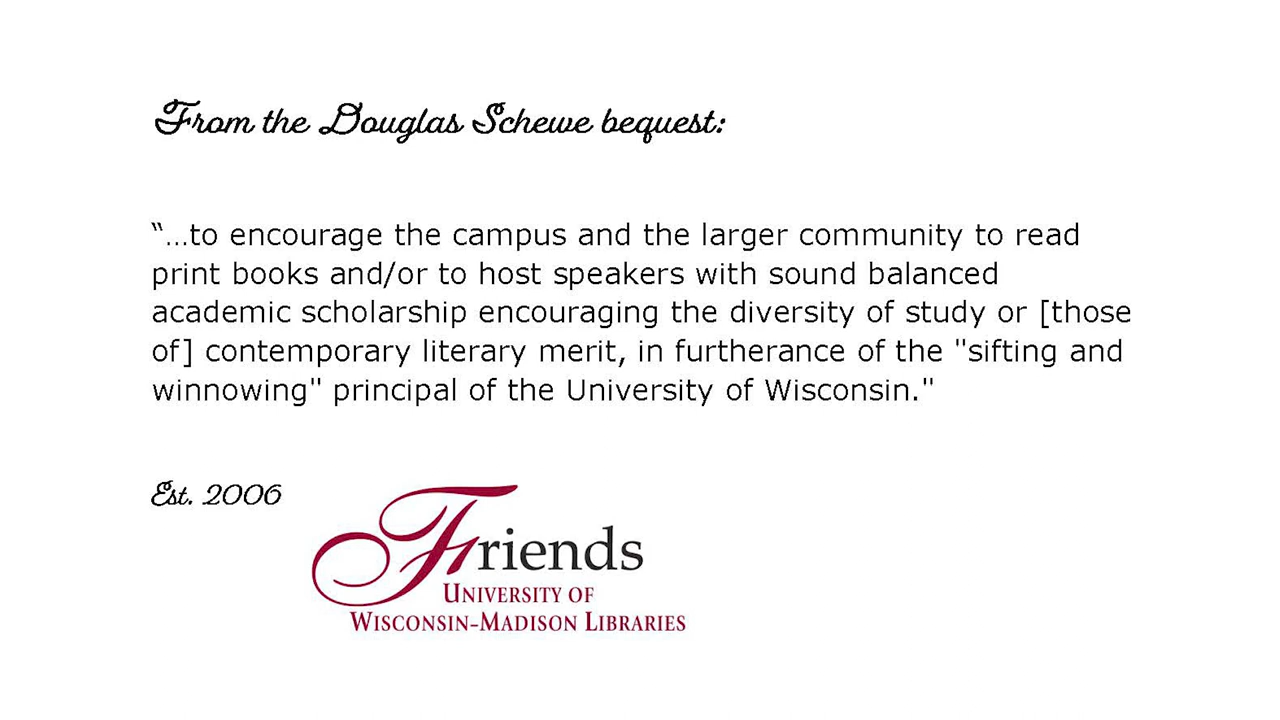 From the Douglas Schewe bequest:
“…to encourage the campus and the larger community to read
print books and/or to host speakers with sound balanced
academic scholarship encouraging the diversity of study or [those
of] contemporary literary merit, in furtherance of the "sifting and
winnowing" principal of the University of Wisconsin."
Est. 2006
Friends
University of
Wisconsin-Madison Libraries